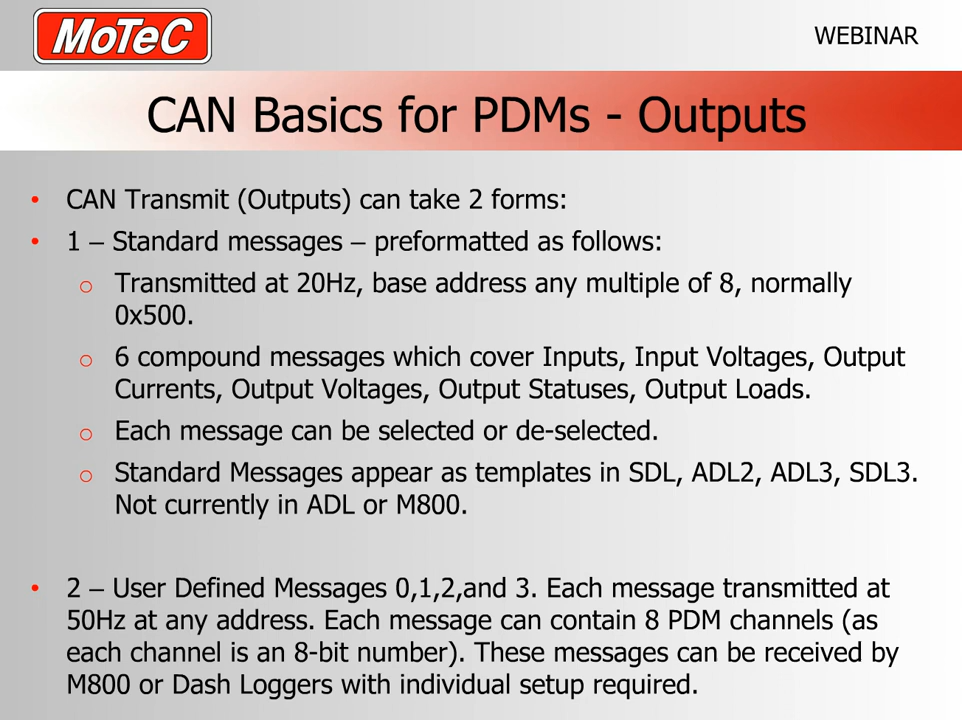 MoTeC
WEBINAR
CAN Basics for PDMs - Outputs
• CAN Transmit (Outputs) can take 2 forms:
• 1 – Standard messages – preformatted as follows:
o Transmitted at 20Hz, base address any multiple of 8, normally
0x500.
o 6 compound messages which cover Inputs, Input Voltages, Output
Currents, Output Voltages, Output Statuses, Output Loads.
o Each message can be selected or de-selected.
o Standard Messages appear as templates in SDL, ADL2, ADL3, SDL3.
Not currently in ADL or M800.
• 2 – User Defined Messages 0,1,2,and 3. Each message transmitted at
50Hz at any address. Each message can contain 8 PDM channels (as
each channel is an 8-bit number). These messages can be received by
M800 or Dash Loggers with individual setup required.